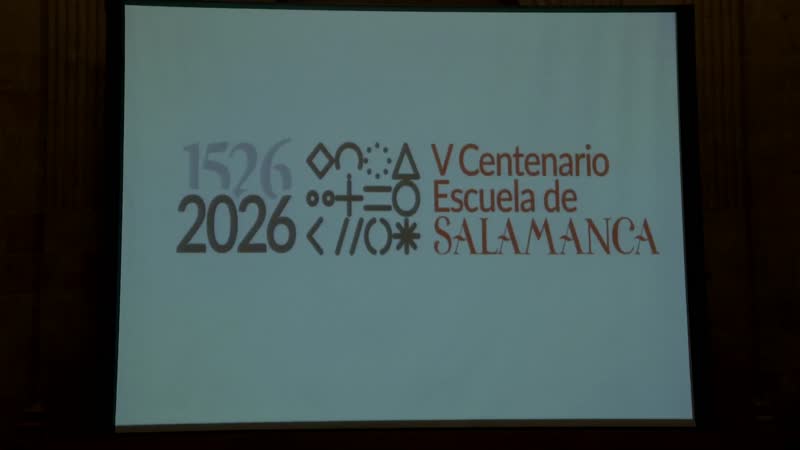 1526
2026
V Centenario
Escuela de
SALAMANCA